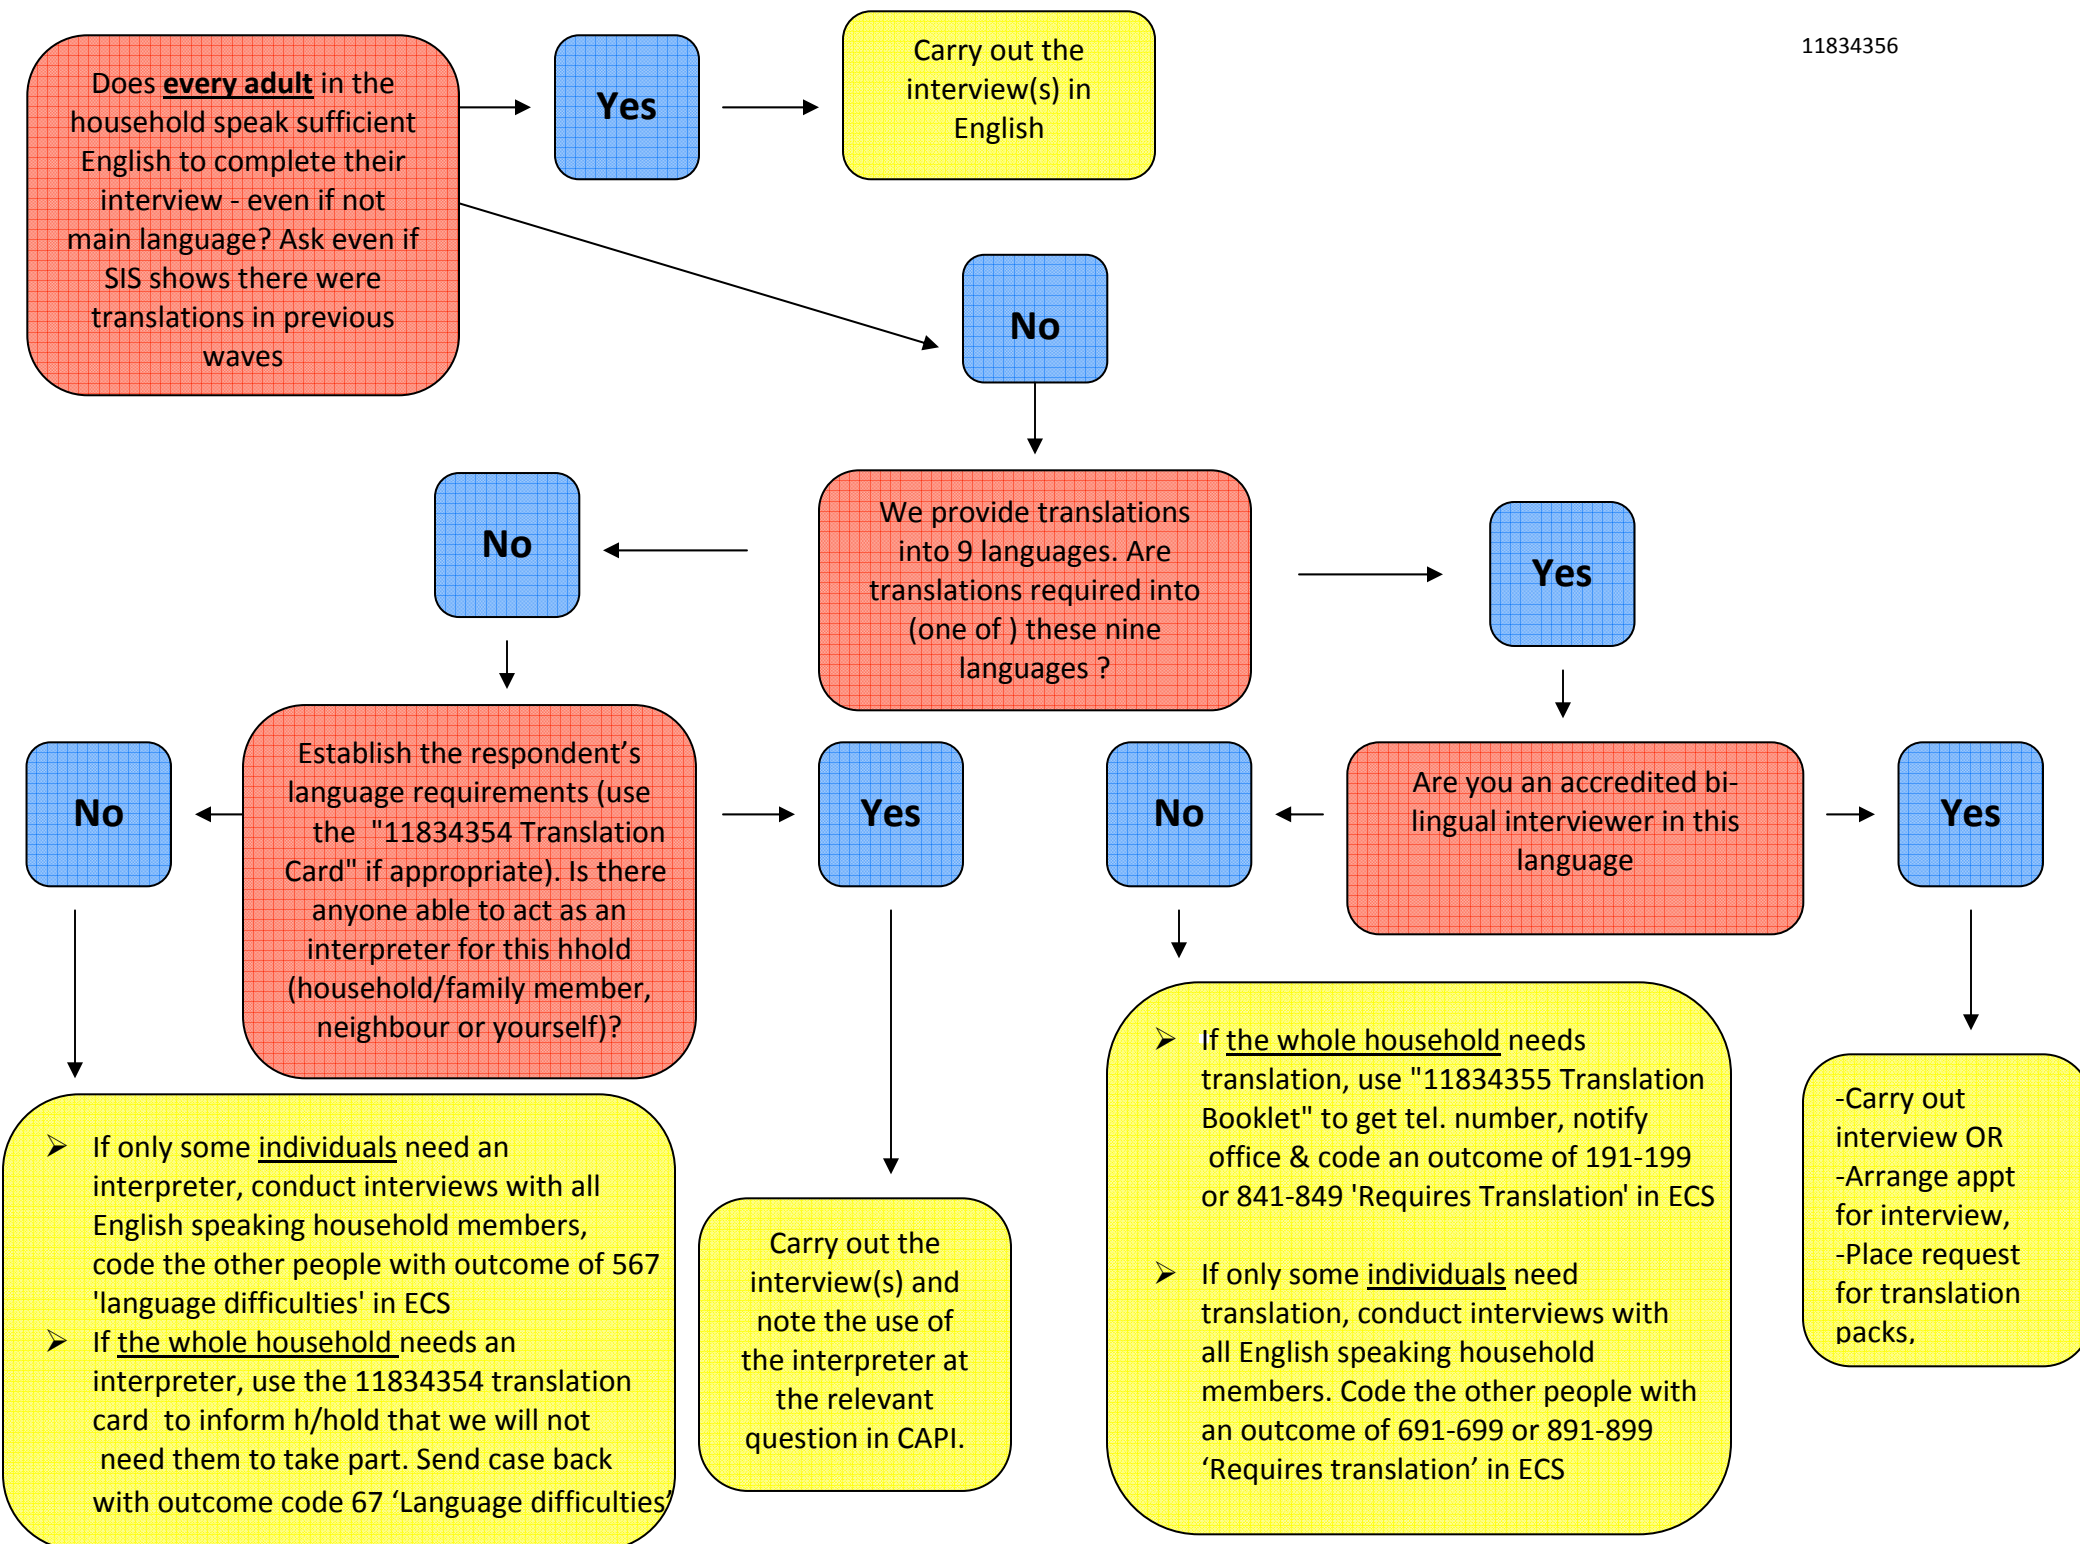 11834356
Does every adult in the
household speak sufficient
English to complete their
interview - even if not
main language? Ask even if
SIS shows there were
translations in previous
waves
Yes
Carry out the
interview(s) in
English
No
We provide translations
into 9 languages. Are
translations required into
(one of ) these nine
languages ?
No
Yes
Establish the respondent’s
language requirements (use
the "11834354 Translation
Card" if appropriate). Is there
anyone able to act as an
interpreter for this hhold
(household/family member,
neighbour or yourself)?
No
Yes
Are you an accredited bi-
lingual interviewer in this
language
No
Yes
➢ If only some individuals need an
interpreter, conduct interviews with all
English speaking household members,
code the other people with outcome of 567
'language difficulties' in ECS
➢ If the whole household needs an
interpreter, use the 11834354 translation
card to inform h/hold that we will not
need them to take part. Send case back
with outcome code 67 ‘Language difficulties’
Carry out the
interview(s) and
note the use of
the interpreter at
the relevant
question in CAPI.
➢ If the whole household needs
translation, use "11834355 Translation
Booklet" to get tel. number, notify
office & code an outcome of 191-199
or 841-849 'Requires Translation' in ECS
➢ If only some individuals need
translation, conduct interviews with
all English speaking household
members. Code the other people with
an outcome of 691-699 or 891-899
‘Requires translation’ in ECS
-Carry out
interview OR
-Arrange appt
for interview,
-Place request
for translation
packs,